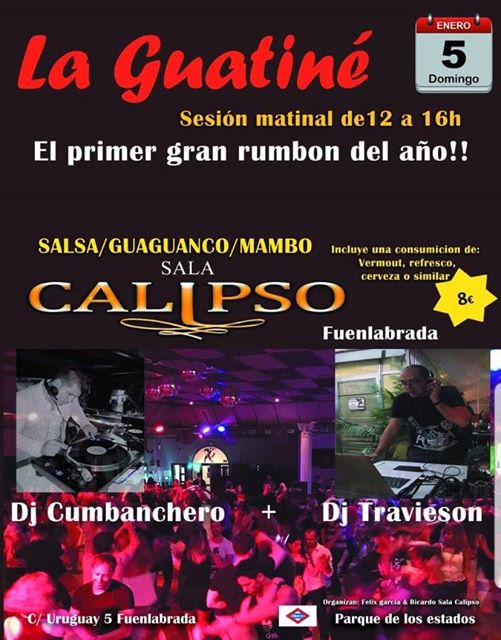 La Guatiné
ENERO
5
Domingo
Sesión matinal de12 a 16h
El primer gran rumbon del año!!
SALSA/GUAGUANCO/MAMBO
Incluye una consumicion de:
Vermout, refresco,
cerveza o similar
8€
SALA
CALIPSO
Fuenlabrada
Dj Cumbanchero + Dj Travieson
Organizan: Felix garcia & Ricardo Sala Calipso
C/ Uruguay 5 Fuenlabrada
Parque de los estados